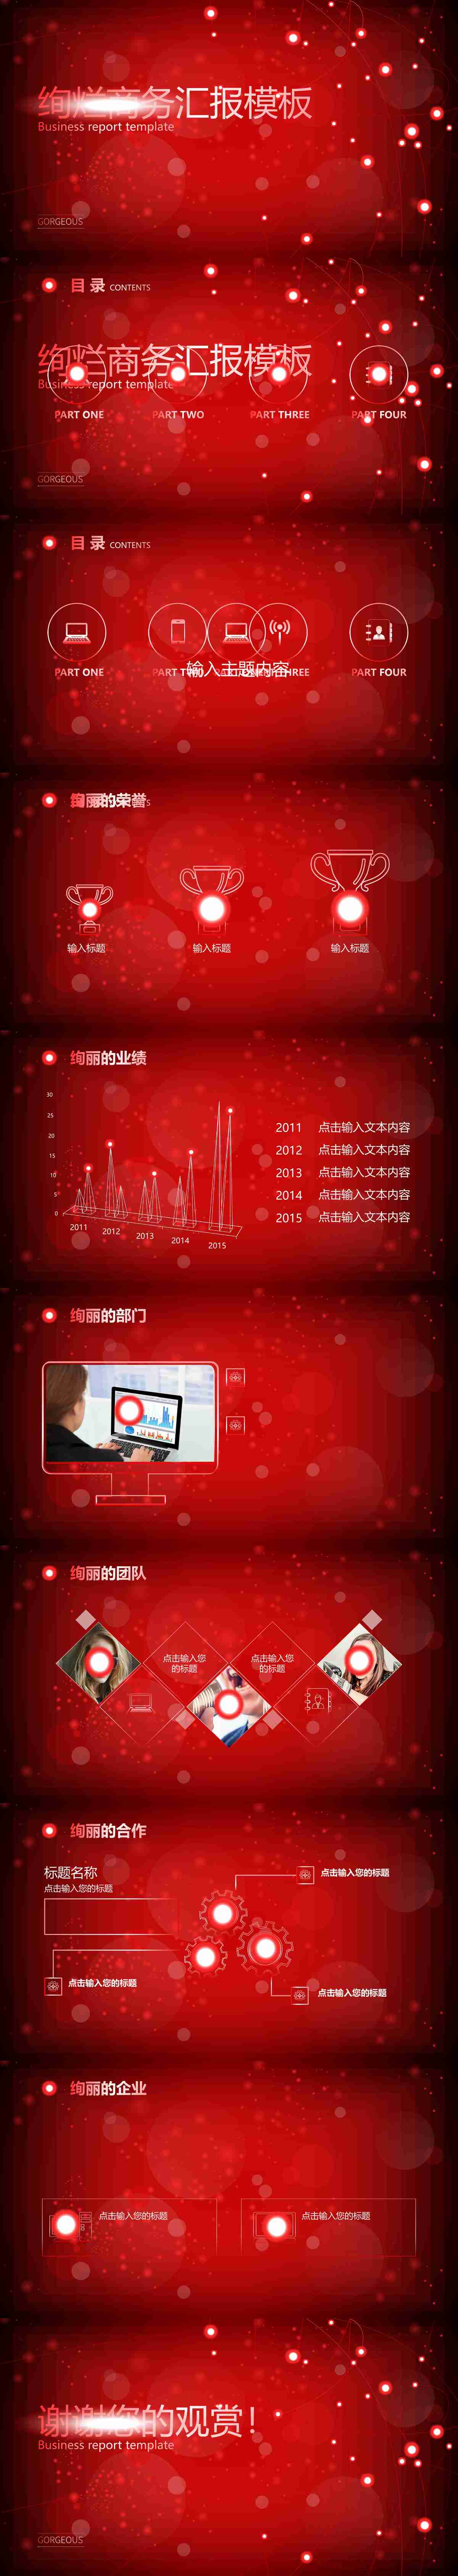 绚烂商务汇报模板
Business report template
GORGEOUS
目 录 CONTENTS
绚烂商务汇报模板
Business report template
PART ONE
PART TWO
PART THREE
PART FOUR
GORGEOUS
目 录 CONTENTS
输入主题内容
PART ONE
PART TWO
PART THREE
PART FOUR
绚丽的荣誉
输入标题
输入标题
输入标题
绚丽的业绩
30
25
20
15
10
5
0
2011
2012
2013
2014
2015
2011 点击输入文本内容
2012 点击输入文本内容
2013 点击输入文本内容
2014 点击输入文本内容
2015 点击输入文本内容
绚丽的部门
绚丽的团队
点击输入您
的标题
点击输入您
的标题
绚丽的合作
标题名称
点击输入您的标题
点击输入您的标题
点击输入您的标题
点击输入您的标题
绚丽的企业
点击输入您的标题
点击输入您的标题
谢谢您的观赏！
Business report template
GORGEOUS